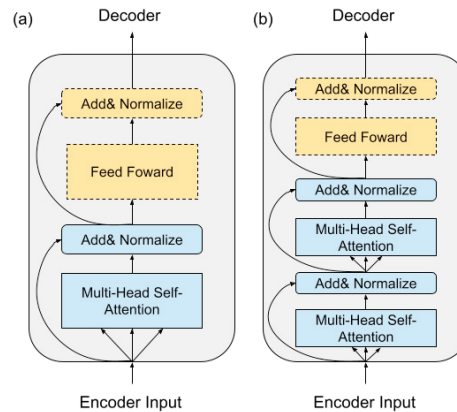 (a)
Decoder
Add& Normalize
Feed Foward
Add& Normalize
Multi-Head Self-
Attention
Encoder Input
(b)
Decoder
Add& Normalize
Feed Foward
Add& Normalize
Multi-Head Self-
Attention
Add& Normalize
Multi-Head Self-
Attention
Encoder Input